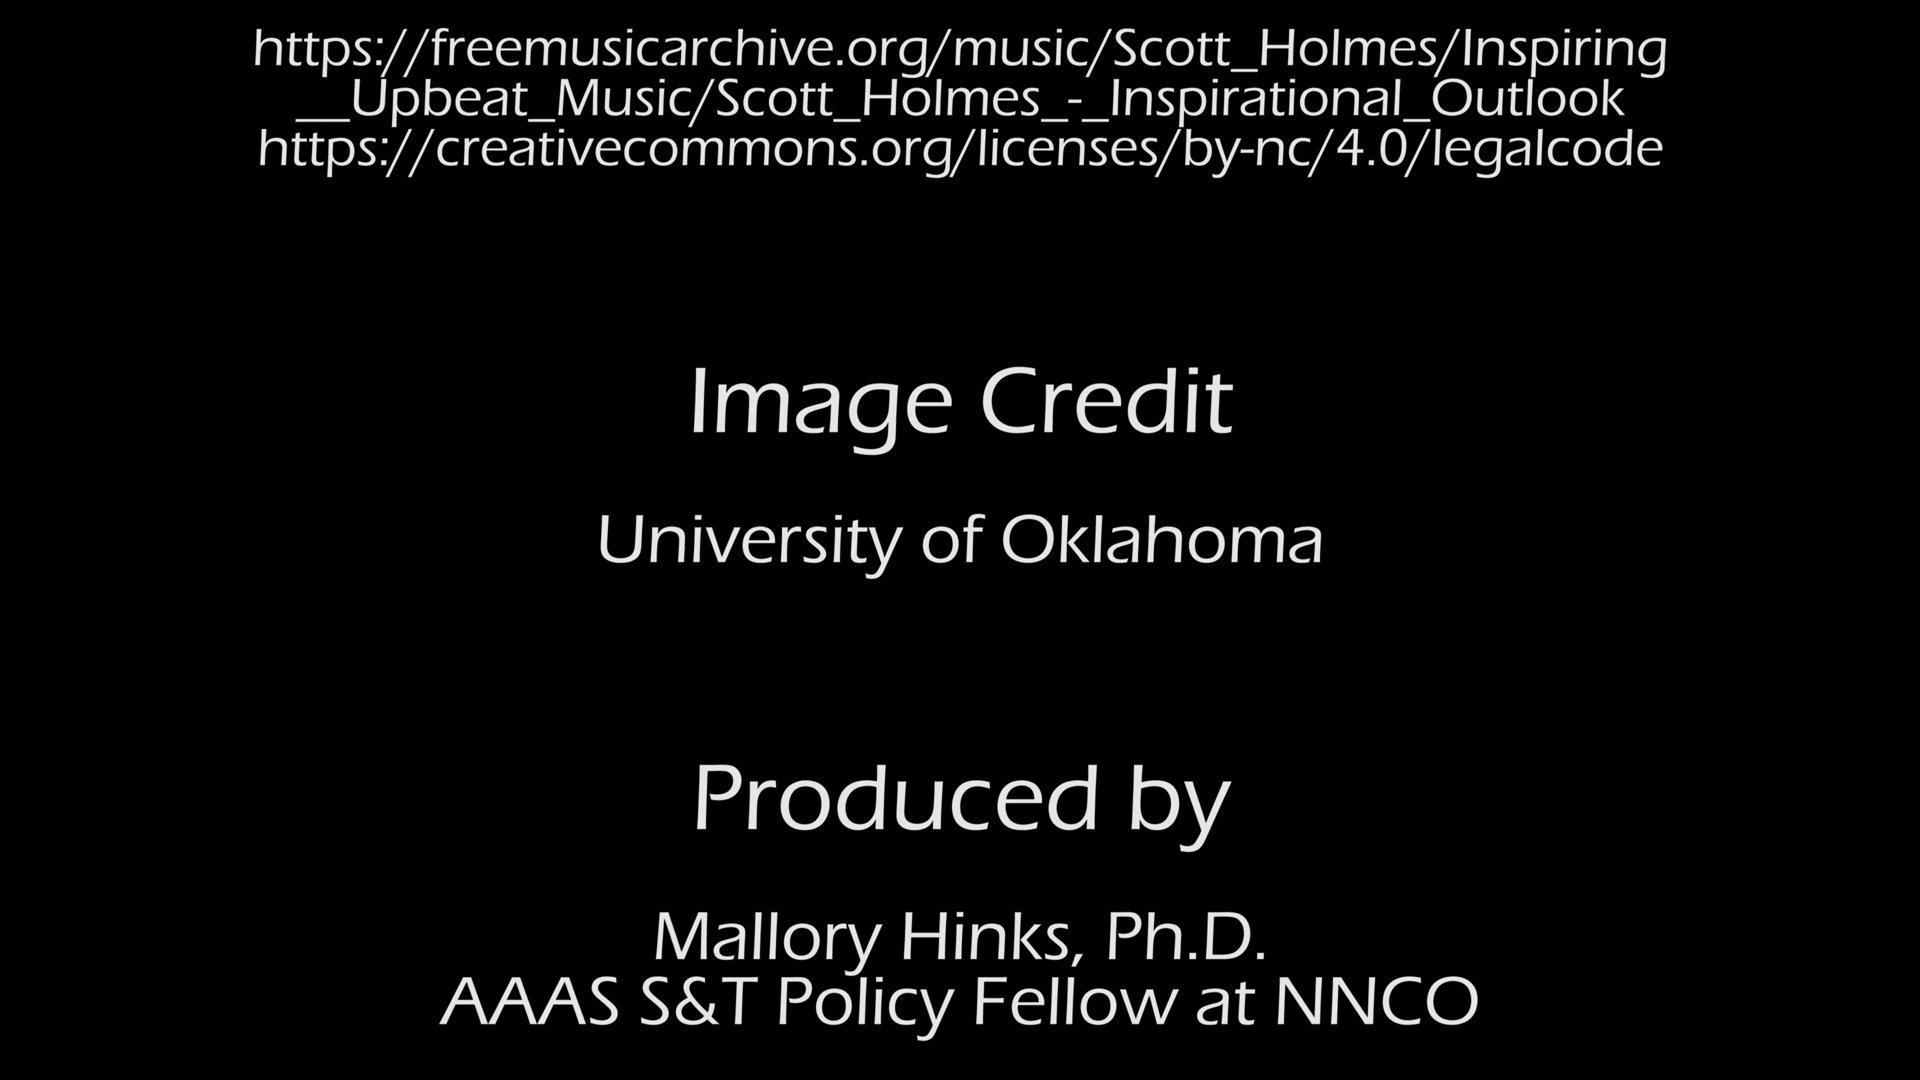 https://freemusicarchive.org/music/Scott_Holmes/Inspiring
__Upbeat_Music/Scott_Holmes_-_Inspirational_Outlook
https://creativecommons.org/licenses/by-nc/4.0/legalcode
Image Credit
University of Oklahoma
Produced by
Mallory Hinks, Ph.D.
AAAS S&T Policy Fellow at NNCO